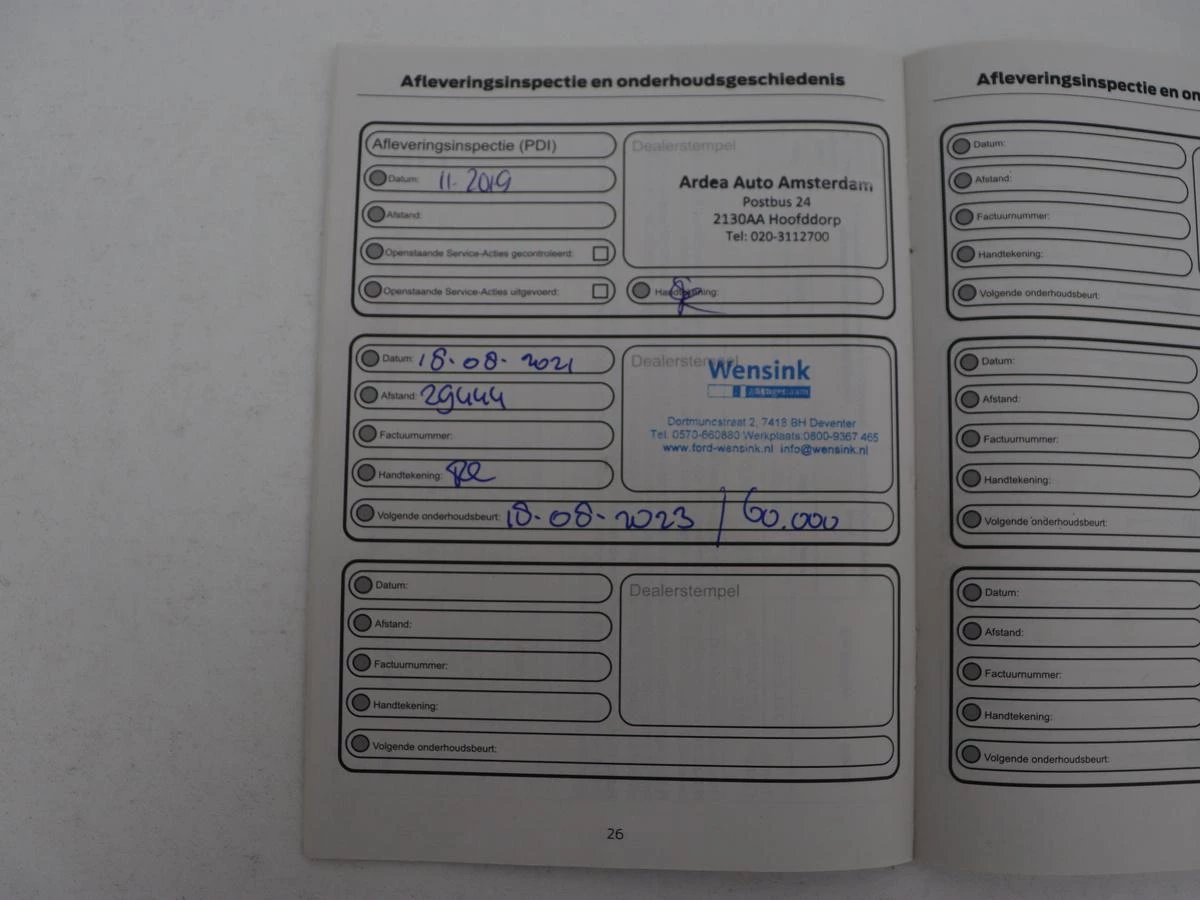 Afleveringsinspectie en onderhoudsgeschiedenis
Afleveringsinspectie (PDI)
Datum: 11-2019
Afstand:
Openstaande Service-Acties gecontroleerd:
Openstaande Service-Acties uitgevoerd:
Dealerstempel
Ardea Auto Amsterdam
Postbus 24
2130AA Hoofddorp
Tel: 020-3112700
Handtekening:
Datum: 18-08-2021
Afstand: 29444
Factuurnummer:
Handtekening:
Dealerstempel
Wensink
Dortmundstraat 2, 7418 BH Deventer
Tel. 0570-660880 Werkplaats:0800-9367 465
www.ford-wensink.nl info@wensink.nl
Volgende onderhoudsbeurt: 18-08-2023 / 60.000
Datum:
Afstand:
Factuurnummer:
Handtekening:
Dealerstempel
Volgende onderhoudsbeurt:
26
Afleveringsinspectie en on
Datum:
Afstand:
Factuurnummer:
Handtekening:
Volgende onderhoudsbeurt:
Datum:
Afstand:
Factuurnummer:
Handtekening:
Volgende onderhoudsbeurt:
Datum:
Afstand:
Factuurnummer:
Handtekening:
Volgende onderhoudsbeurt: